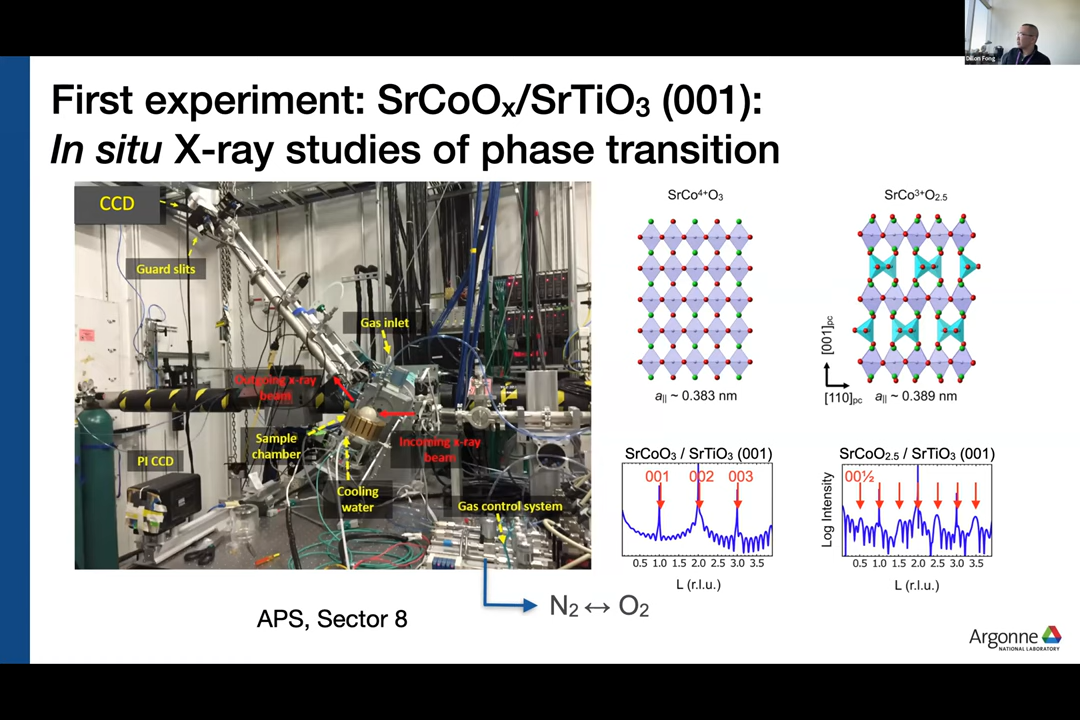 Dillon Fong
First experiment: SrCoOₓ/SrTiO₃ (001):
In situ X-ray studies of phase transition
CCD
Guard slits
Gas inlet
Outgoing x-ray
beam
Sample
chamber
Incoming x-ray
beam
PI CCD
Cooling
water
Gas control system
N₂ ↔ O₂
APS, Sector 8
SrCo⁴⁺O₃
a|| ~ 0.383 nm
SrCo³⁺O₂.₅
[001]pc
[110]pc
a|| ~ 0.389 nm
SrCoO₃ / SrTiO₃ (001)
001 002 003
0.5 1.0 1.5 2.0 2.5 3.0 3.5
L (r.l.u.)
SrCoO₂.₅ / SrTiO₃ (001)
Log Intensity
00½
0.5 1.0 1.5 2.0 2.5 3.0 3.5
L (r.l.u.)
Argonne
NATIONAL LABORATORY